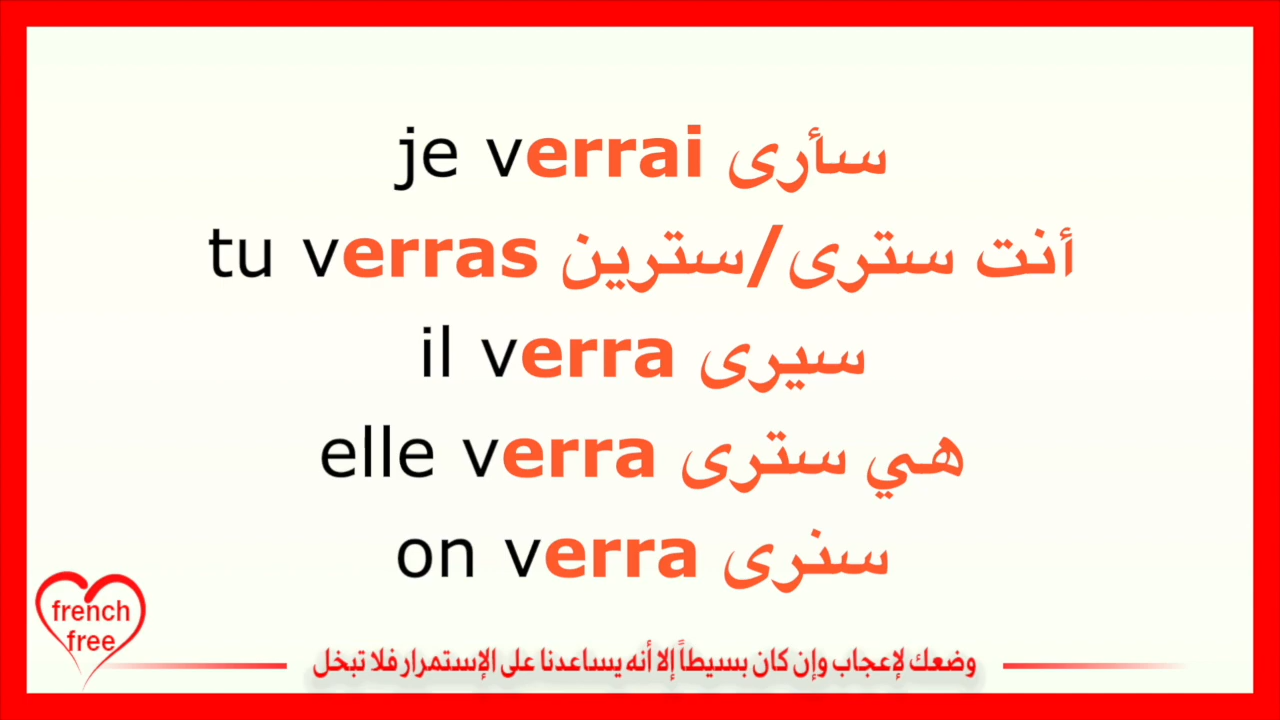 je verrai سأرى
tu verras أنت سترى/سترين
il verra سيرى
elle verra هي سترى
on verra سنرى
french
free
وضعك لإعجاب وإن كان بسيطاً إلا أنه يساعدنا على الإستمرار فلا تبخل